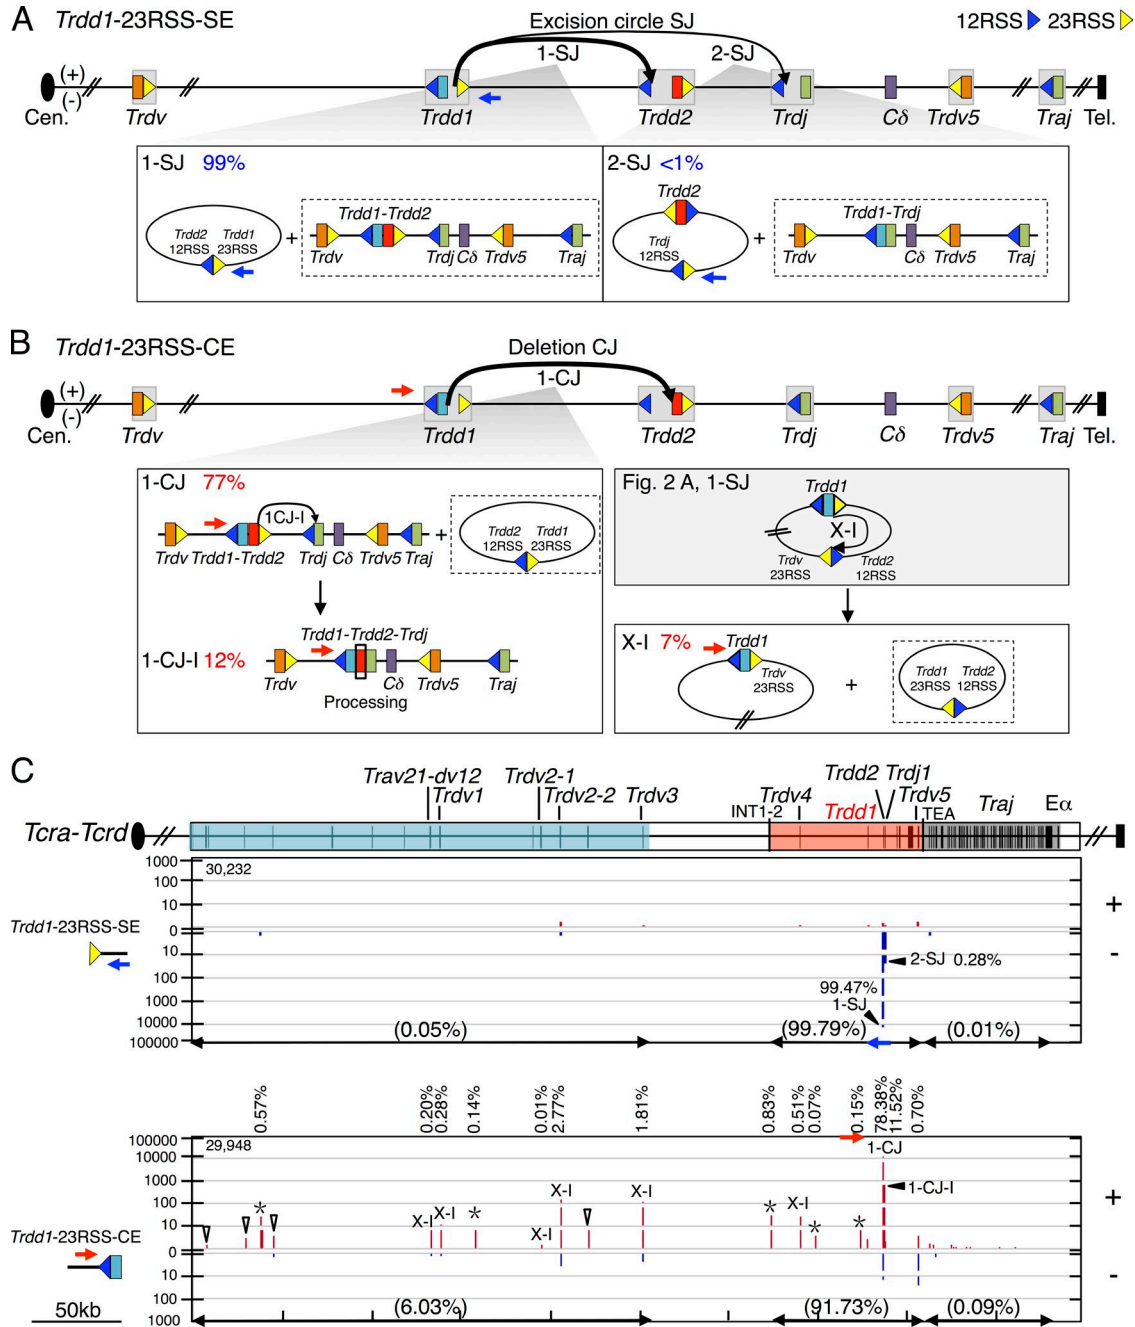 A
Trdd1-23RSS-SE
Excision circle SJ
12RSS
23RSS
1-SJ
2-SJ
(+)
(-)
Cen.
Trdv
Trdd1
Trdd2
Trdj
Cδ
Trdv5
Traj
Tel.
1-SJ 99%
Trdd2 Trdd1
12RSS 23RSS
+
Trdd1-Trdd2
Trdv
Trdj Cδ Trdv5
Traj
2-SJ <1%
Trdd2
Trdj
12RSS
+
Trdd1-Trdj
Trdv
Cδ Trdv5
Traj
B
Trdd1-23RSS-CE
Deletion CJ
1-CJ
(+)
(-)
Cen.
Trdv
Trdd1
Trdd2
Trdj
Cδ
Trdv5
Traj Tel.
1-CJ 77%
1CJ-I
+
Trdv Trdd1-Trdd2 Trdj Cδ Trdv5 Traj
Trdd2 Trdd1
12RSS 23RSS
Trdd1-Trdd2-Trdj
1-CJ-I 12%
Trdv
Cδ Trdv5
Traj
Processing
Fig. 2 A, 1-SJ
Trdd1
X-I
Trdv
23RSS
Trdd2
12RSS
X-I 7%
Trdd1
Trdv
23RSS
+
Trdd1 Trdd2
23RSS 12RSS
C
Trav21-dv12
Trdv1
Trdv2-1
Trdv2-2
Trdv3
INT1-2
Trdv4
Trdd1
Trdd2 Trdj1
Trdv5
TEA
Traj
Eα
Tcra-Tcrd
1000
100
10
0
10
100
1000
10000
100000
30,232
Trdd1-23RSS-SE
+
-
2-SJ 0.28%
99.47%
1-SJ
(0.05%)
(99.79%)
(0.01%)
0.57%
0.20%
0.28%
0.14%
0.01%
2.77%
1.81%
0.83%
0.51%
0.07%
0.15%
78.38%
11.52%
0.70%
100000
10000
1000
100
10
0
10
100
1000
29,948
1-CJ
1-CJ-I
*
X-I
X-I
*
X-I
X-I
X-I
*
X-I
*
*
+
-
Trdd1-23RSS-CE
50kb
(6.03%)
(91.73%)
(0.09%)